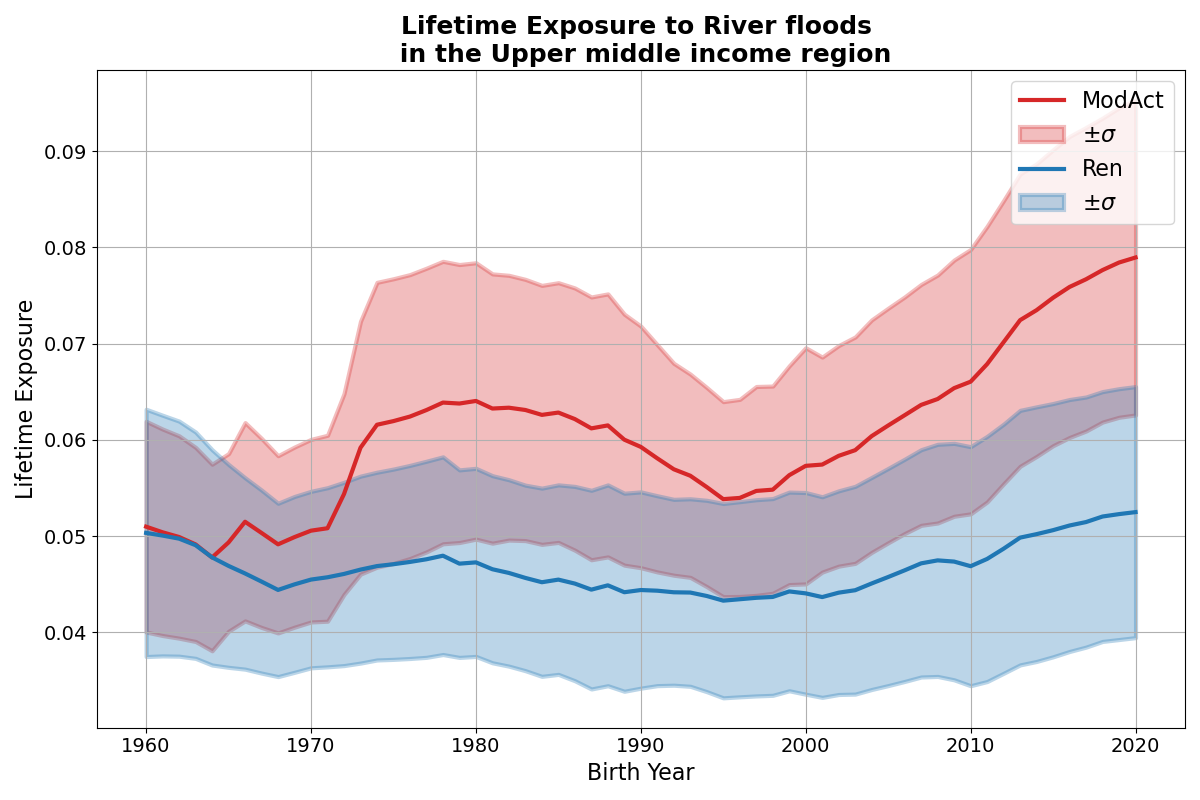 Lifetime Exposure to River floods
in the Upper middle income region
ModAct
±σ
Ren
±σ
Lifetime Exposure
0.09
0.08
0.07
0.06
0.05
0.04
1960 1970 1980 1990 2000 2010 2020
Birth Year